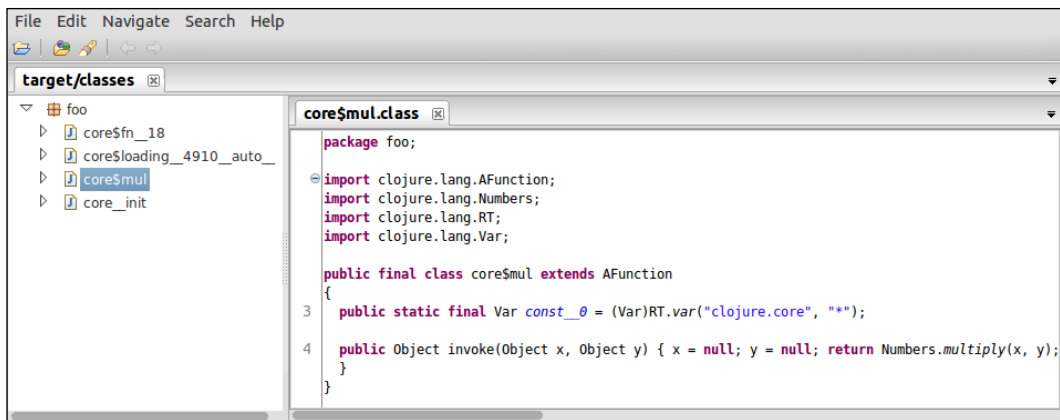 File Edit Navigate Search Help
target/classes
foo
core$fn__18
core$loading__4910__auto__
core$mul
core__init
core$mul.class
package foo;
import clojure.lang.AFunction;
import clojure.lang.Numbers;
import clojure.lang.RT;
import clojure.lang.Var;
public final class core$mul extends AFunction
{
3 public static final Var const__0 = (Var)RT.var("clojure.core", "*");
4 public Object invoke(Object x, Object y) { x = null; y = null; return Numbers.multiply(x, y);
}
}